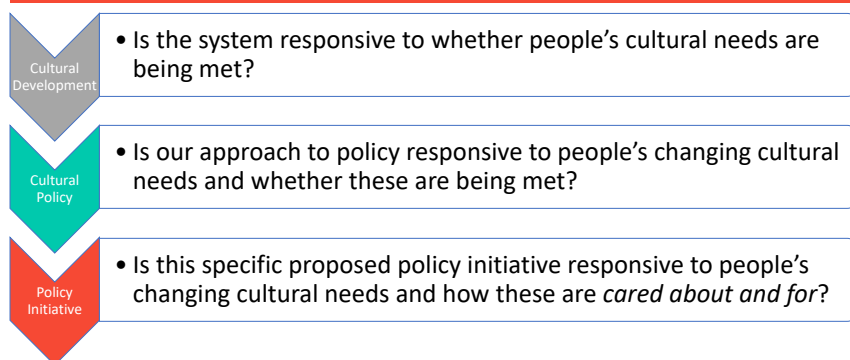 Cultural
Development
• Is the system responsive to whether people's cultural needs are
being met?
Cultural
Policy
• Is our approach to policy responsive to people's changing cultural
needs and whether these are being met?
Policy
Initiative
• Is this specific proposed policy initiative responsive to people's
changing cultural needs and how these are cared about and for?